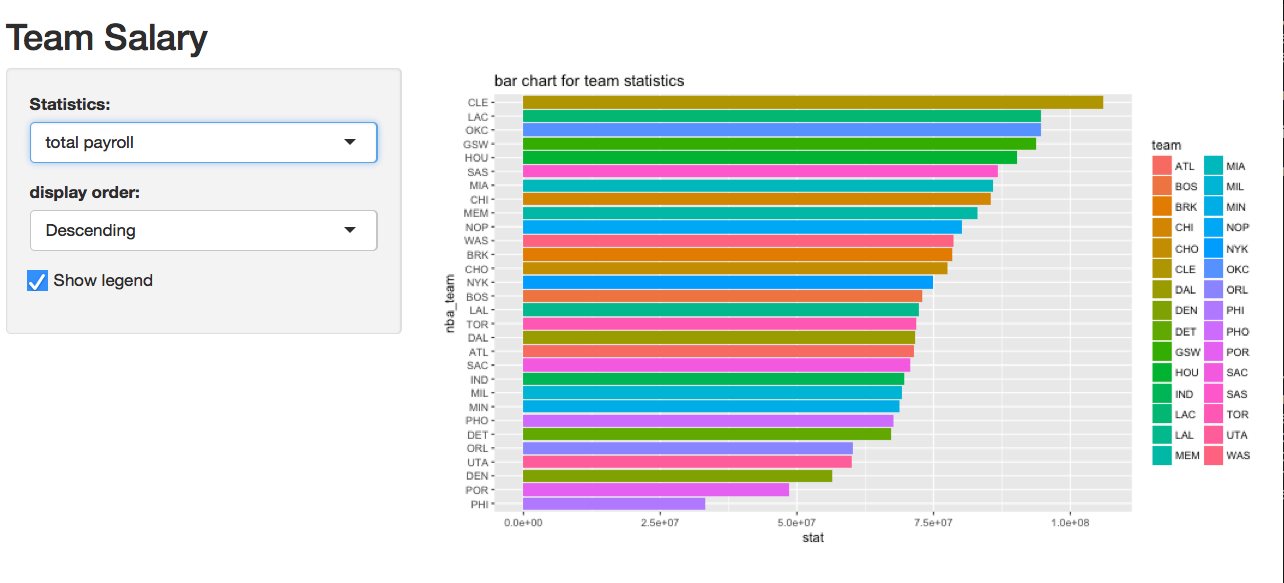 Team Salary
Statistics:
total payroll
display order:
Descending
Show legend
bar chart for team statistics
nba_team
CLE
LAC
OKC
GSW
HOU
SAS
MIA
CHI
MEM
NOP
WAS
BRK
CHO
NYK
BOS
LAL
TOR
DAL
ATL
SAC
IND
MIL
MIN
PHO
DET
ORL
UTA
DEN
POR
PHI
0.0e+00 2.5e+07 5.0e+07 7.5e+07 1.0e+08
stat
team
ATL MIA
BOS MIL
BRK MIN
CHI NOP
CHO NYK
CLE OKC
DAL ORL
DEN PHI
DET PHO
GSW POR
HOU SAC
IND SAS
LAC TOR
LAL UTA
MEM WAS